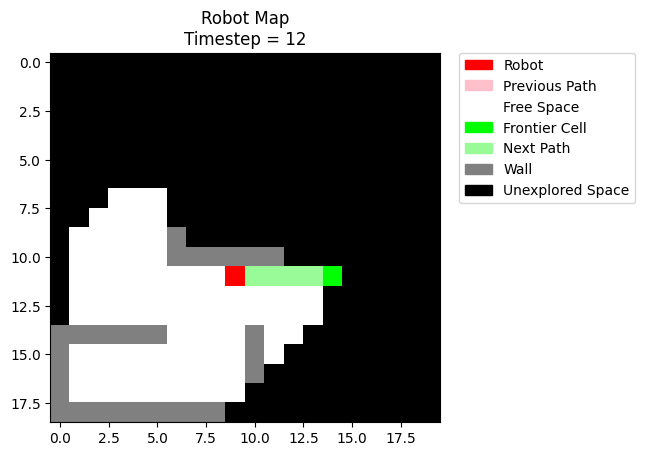 Robot Map
Timestep = 12
0.0
2.5
5.0
7.5
10.0
12.5
15.0
17.5
0.0
2.5
5.0
7.5
10.0
12.5
15.0
17.5
Robot
Previous Path
Free Space
Frontier Cell
Next Path
Wall
Unexplored Space